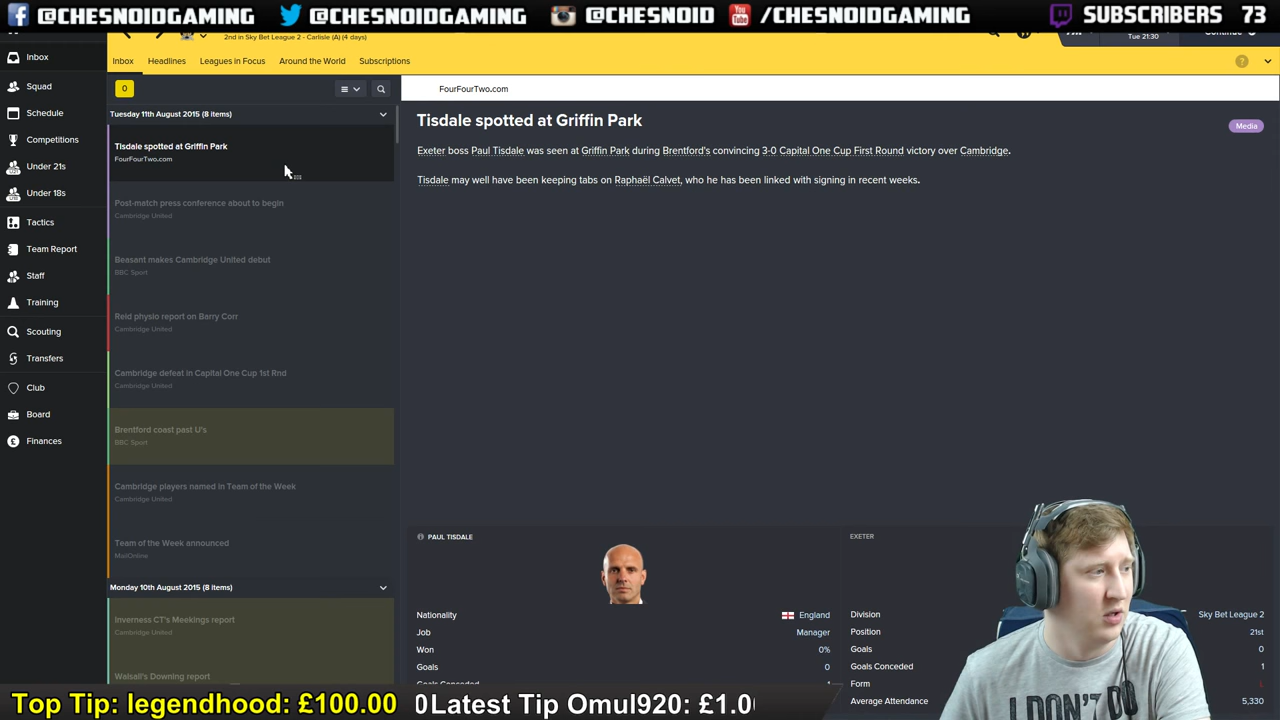 @CHESNOIDGAMING @CHESNOIDGAMING @CHESNOID /CHESNOIDGAMING SUBSCRIBERS 73
2nd in Sky Bet League 2 - Carlisle (A) (4 days)
Tue 21:30
Continue
Inbox Headlines Leagues in Focus Around the World Subscriptions
Inbox
Squad
Schedule
Competitions
Under 21s
Under 18s
Tactics
Team Report
Staff
Training
Scouting
Transfers
Club
Board
Finances
0
Tuesday 11th August 2015 (8 items)
Tisdale spotted at Griffin Park
FourFourTwo.com
Post-match press conference about to begin
Cambridge United
Beasant makes Cambridge United debut
BBC Sport
Reid physio report on Barry Corr
Cambridge United
Cambridge defeat in Capital One Cup 1st Rnd
Cambridge United
Brentford coast past U's
BBC Sport
Cambridge players named in Team of the Week
Cambridge United
Team of the Week announced
MailOnline
Monday 10th August 2015 (8 items)
Inverness CT's Meekings report
Cambridge United
Walsall's Downing report
FourFourTwo.com
Tisdale spotted at Griffin Park
Media
Exeter boss Paul Tisdale was seen at Griffin Park during Brentford's convincing 3-0 Capital One Cup First Round victory over Cambridge.
Tisdale may well have been keeping tabs on Raphaël Calvet, who he has been linked with signing in recent weeks.
PAUL TISDALE
Nationality England
Job Manager
Won 0%
Goals 0
Goals Conceded 1
EXETER
Division Sky Bet League 2
Position 21st
Goals 0
Goals Conceded 1
Form L
Average Attendance 5,330
I DON'T DO
Top Tip: legendhood: £100.00 0Latest Tip Omul920: £1.0